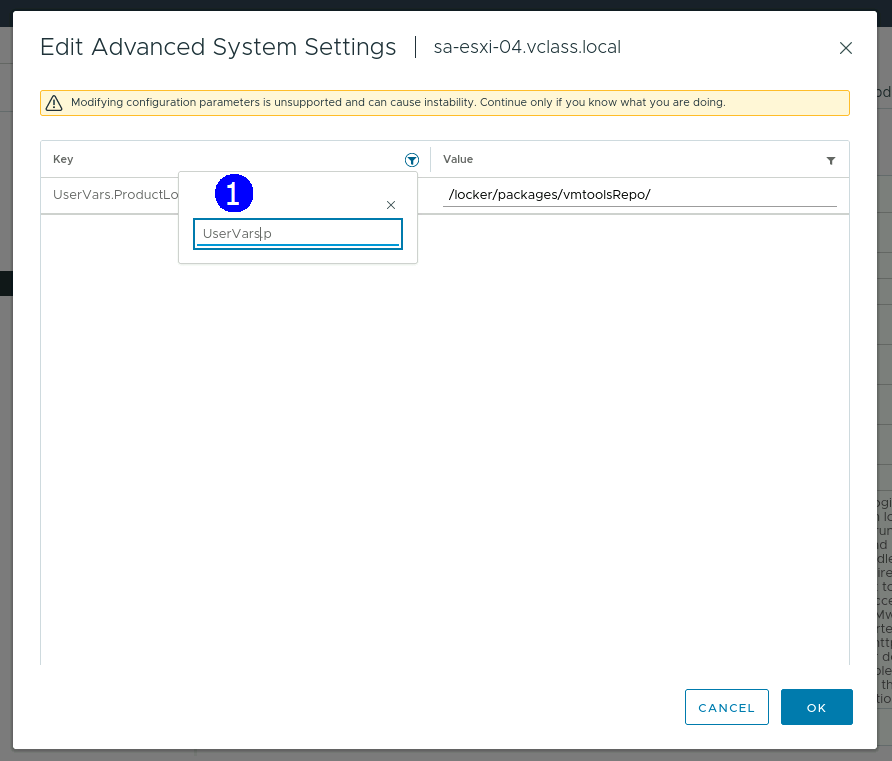 Edit Advanced System Settings | sa-esxi-04.vclass.local
Modifying configuration parameters is unsupported and can cause instability. Continue only if you know what you are doing.
Key Value
UserVars.ProductLo /locker/packages/vmtoolsRepo/
1
UserVars.p
CANCEL OK